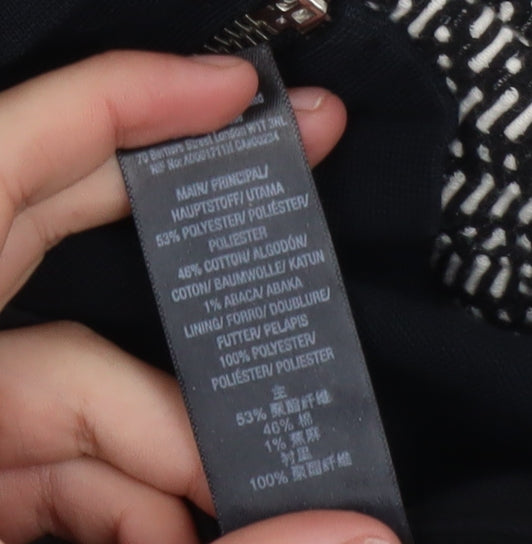 70 Berners Street London W1T 3NL
MAIN/ PRINCIPAL/
HAUPTSTOFF/ UTAMA
53% POLYESTER/ POLIÉSTER/
POLIESTER
46% COTTON/ ALGODÓN/
COTON/ BAUMWOLLE/ KATUN
1% ABACA/ ABAKA
LINING/ FORRO/ DOUBLURE/
FUTTER/ PELAPIS
100% POLYESTER/
POLIÉSTER/ POLIESTER
主
53% 聚酯纤维
46% 棉
1% 蕉麻
衬里
100% 聚酯纤维